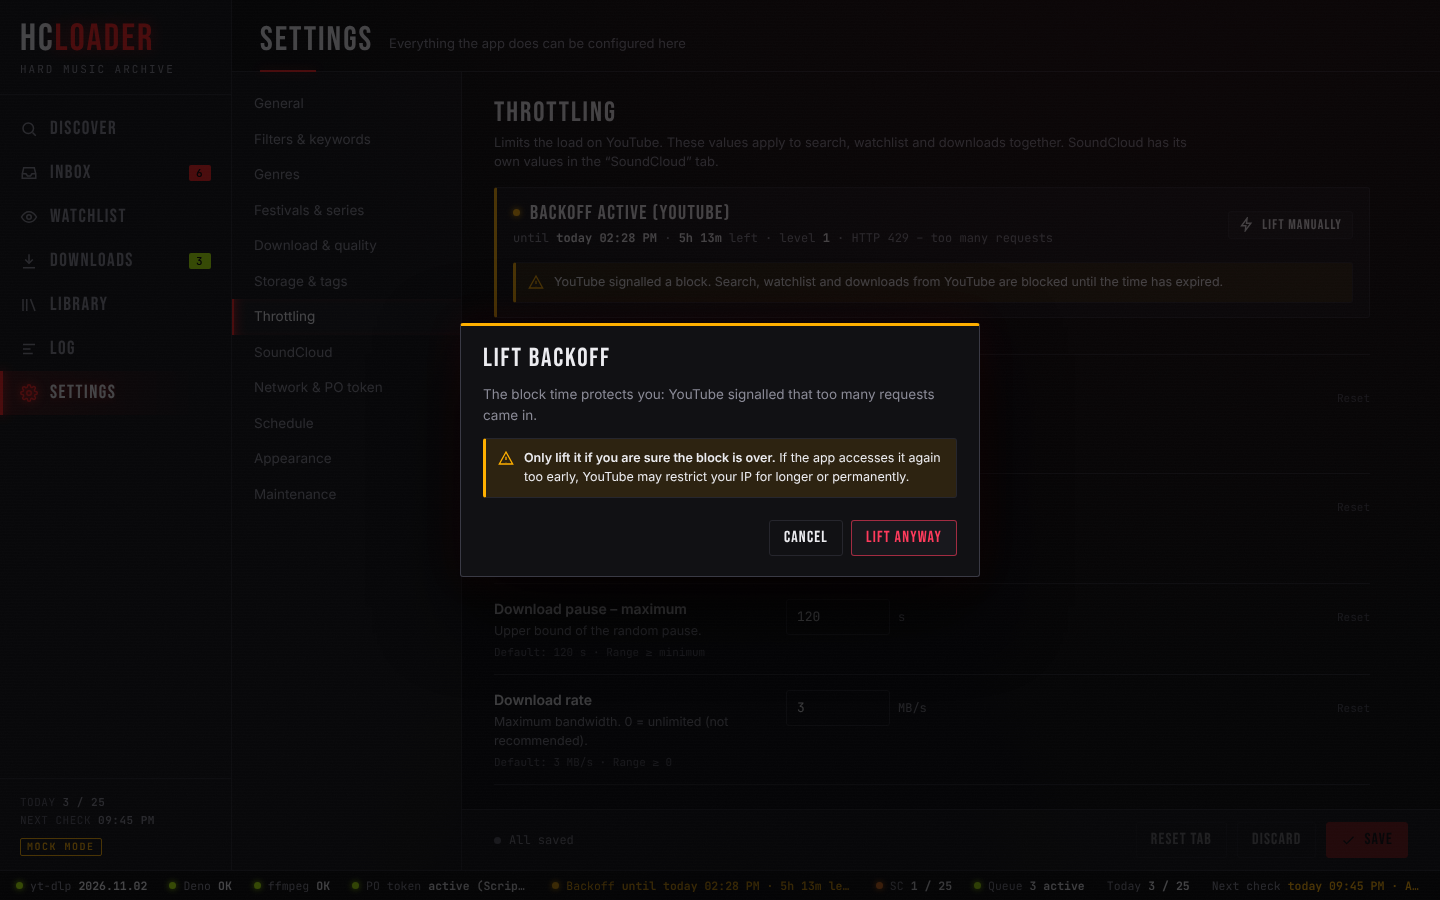 HCLOADER
HARD MUSIC ARCHIVE
DISCOVER
INBOX 6
WATCHLIST
DOWNLOADS 3
LIBRARY
LOG
SETTINGS
TODAY 3 / 25
NEXT CHECK 09:45 PM
MOCK MODE
SETTINGS Everything the app does can be configured here
General
Filters & keywords
Genres
Festivals & series
Download & quality
Storage & tags
Throttling
SoundCloud
Network & PO token
Schedule
Appearance
Maintenance
THROTTLING
Limits the load on YouTube. These values apply to search, watchlist and downloads together. SoundCloud has its
own values in the “SoundCloud” tab.
BACKOFF ACTIVE (YOUTUBE)
until today 02:28 PM · 5h 13m left · level 1 · HTTP 429 – too many requests
LIFT MANUALLY
YouTube signalled a block. Search, watchlist and downloads from YouTube are blocked until the time has expired.
LIFT BACKOFF
The block time protects you: YouTube signalled that too many requests
came in.
Only lift it if you are sure the block is over. If the app accesses it again
too early, YouTube may restrict your IP for longer or permanently.
CANCEL LIFT ANYWAY
Reset
Reset
Download pause – maximum
Upper bound of the random pause.
Default: 120 s · Range ≥ minimum
120 s
Reset
Download rate
Maximum bandwidth. 0 = unlimited (not
recommended).
Default: 3 MB/s · Range ≥ 0
3 MB/s
Reset
All saved
RESET TAB DISCARD SAVE
yt-dlp 2026.11.02 Deno OK ffmpeg OK PO token active (Scrip… Backoff until today 02:28 PM · 5h 13m le… SC 1 / 25 Queue 3 active Today 3 / 25 Next check today 09:45 PM · A…